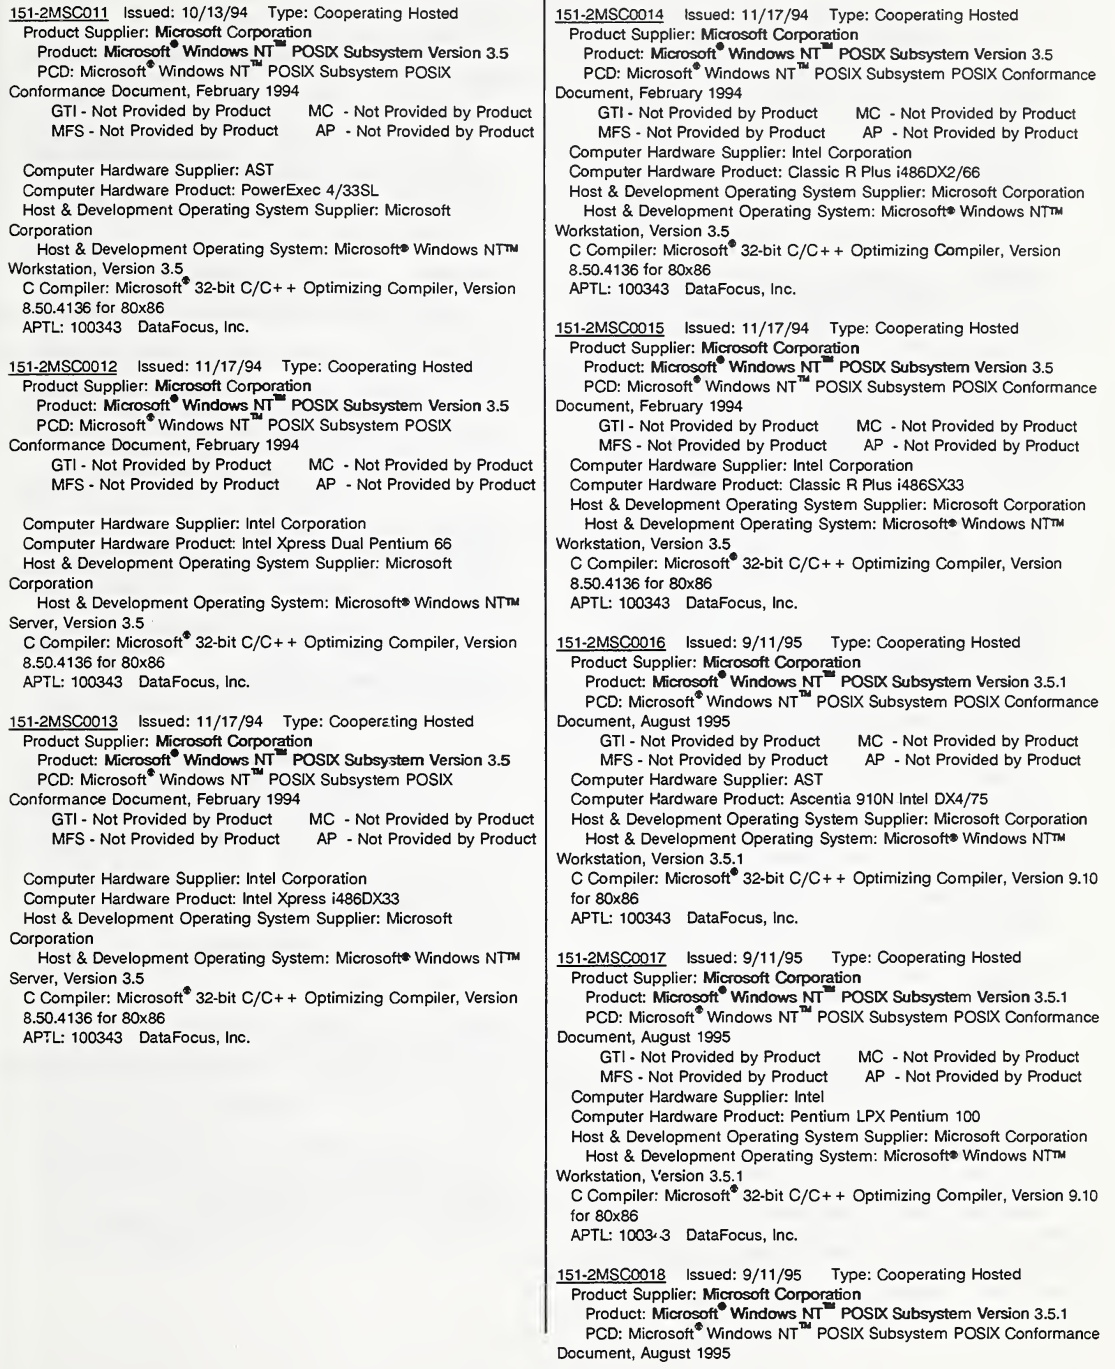 151-2MSC011 Issued: 10/13/94 Type: Cooperating Hosted
Product Supplier: Microsoft Corporation
Product: Microsoft® Windows NT™ POSIX Subsystem Version 3.5
PCD: Microsoft® Windows NT™ POSIX Subsystem POSIX
Conformance Document, February 1994
GTI - Not Provided by Product MC - Not Provided by Product
MFS - Not Provided by Product AP - Not Provided by Product
Computer Hardware Supplier: AST
Computer Hardware Product: PowerExec 4/33SL
Host & Development Operating System Supplier: Microsoft
Corporation
Host & Development Operating System: Microsoft® Windows NT™
Workstation, Version 3.5
C Compiler: Microsoft® 32-bit C/C++ Optimizing Compiler, Version
8.50.4136 for 80x86
APTL: 100343 DataFocus, Inc.
151-2MSC0012 Issued: 11/17/94 Type: Cooperating Hosted
Product Supplier: Microsoft Corporation
Product: Microsoft® Windows NT™ POSIX Subsystem Version 3.5
PCD: Microsoft® Windows NT™ POSIX Subsystem POSIX
Conformance Document, February 1994
GTI - Not Provided by Product MC - Not Provided by Product
MFS - Not Provided by Product AP - Not Provided by Product
Computer Hardware Supplier: Intel Corporation
Computer Hardware Product: Intel Xpress Dual Pentium 66
Host & Development Operating System Supplier: Microsoft
Corporation
Host & Development Operating System: Microsoft® Windows NT™
Server, Version 3.5
C Compiler: Microsoft® 32-bit C/C++ Optimizing Compiler, Version
8.50.4136 for 80x86
APTL: 100343 DataFocus, Inc.
151-2MSC0013 Issued: 11/17/94 Type: Cooperating Hosted
Product Supplier: Microsoft Corporation
Product: Microsoft® Windows NT™ POSIX Subsystem Version 3.5
PCD: Microsoft® Windows NT™ POSIX Subsystem POSIX
Conformance Document, February 1994
GTI - Not Provided by Product MC - Not Provided by Product
MFS - Not Provided by Product AP - Not Provided by Product
Computer Hardware Supplier: Intel Corporation
Computer Hardware Product: Intel Xpress i486DX33
Host & Development Operating System Supplier: Microsoft
Corporation
Host & Development Operating System: Microsoft® Windows NT™
Server, Version 3.5
C Compiler: Microsoft® 32-bit C/C++ Optimizing Compiler, Version
8.50.4136 for 80x86
APTL: 100343 DataFocus, Inc.
151-2MSC0014 Issued: 11/17/94 Type: Cooperating Hosted
Product Supplier: Microsoft Corporation
Product: Microsoft® Windows NT™ POSIX Subsystem Version 3.5
PCD: Microsoft® Windows NT™ POSIX Subsystem POSIX Conformance
Document, February 1994
GTI - Not Provided by Product MC - Not Provided by Product
MFS - Not Provided by Product AP - Not Provided by Product
Computer Hardware Supplier: Intel Corporation
Computer Hardware Product: Classic R Plus i486DX2/66
Host & Development Operating System Supplier: Microsoft Corporation
Host & Development Operating System: Microsoft® Windows NT™
Workstation, Version 3.5
C Compiler: Microsoft® 32-bit C/C++ Optimizing Compiler, Version
8.50.4136 for 80x86
APTL: 100343 DataFocus, Inc.
151-2MSC0015 Issued: 11/17/94 Type: Cooperating Hosted
Product Supplier: Microsoft Corporation
Product: Microsoft® Windows NT™ POSIX Subsystem Version 3.5
PCD: Microsoft® Windows NT™ POSIX Subsystem POSIX Conformance
Document, February 1994
GTI - Not Provided by Product MC - Not Provided by Product
MFS - Not Provided by Product AP - Not Provided by Product
Computer Hardware Supplier: Intel Corporation
Computer Hardware Product: Classic R Plus i486SX33
Host & Development Operating System Supplier: Microsoft Corporation
Host & Development Operating System: Microsoft® Windows NT™
Workstation, Version 3.5
C Compiler: Microsoft® 32-bit C/C++ Optimizing Compiler, Version
8.50.4136 for 80x86
APTL: 100343 DataFocus, Inc.
151-2MSC0016 Issued: 9/11/95 Type: Cooperating Hosted
Product Supplier: Microsoft Corporation
Product: Microsoft® Windows NT™ POSIX Subsystem Version 3.5.1
PCD: Microsoft® Windows NT™ POSIX Subsystem POSIX Conformance
Document, August 1995
GTI - Not Provided by Product MC - Not Provided by Product
MFS - Not Provided by Product AP - Not Provided by Product
Computer Hardware Supplier: AST
Computer Hardware Product: Ascentia 910N Intel DX4/75
Host & Development Operating System Supplier: Microsoft Corporation
Host & Development Operating System: Microsoft® Windows NT™
Workstation, Version 3.5.1
C Compiler: Microsoft® 32-bit C/C++ Optimizing Compiler, Version 9.10
for 80x86
APTL: 100343 DataFocus, Inc.
151-2MSC0017 Issued: 9/11/95 Type: Cooperating Hosted
Product Supplier: Microsoft Corporation
Product: Microsoft® Windows NT™ POSIX Subsystem Version 3.5.1
PCD: Microsoft® Windows NT™ POSIX Subsystem POSIX Conformance
Document, August 1995
GTI - Not Provided by Product MC - Not Provided by Product
MFS - Not Provided by Product AP - Not Provided by Product
Computer Hardware Supplier: Intel
Computer Hardware Product: Pentium LPX Pentium 100
Host & Development Operating System Supplier: Microsoft Corporation
Host & Development Operating System: Microsoft® Windows NT™
Workstation, Version 3.5.1
C Compiler: Microsoft® 32-bit C/C++ Optimizing Compiler, Version 9.10
for 80x86
APTL: 100343 DataFocus, Inc.
151-2MSC0018 Issued: 9/11/95 Type: Cooperating Hosted
Product Supplier: Microsoft Corporation
Product: Microsoft® Windows NT™ POSIX Subsystem Version 3.5.1
PCD: Microsoft® Windows NT™ POSIX Subsystem POSIX Conformance
Document, August 1995